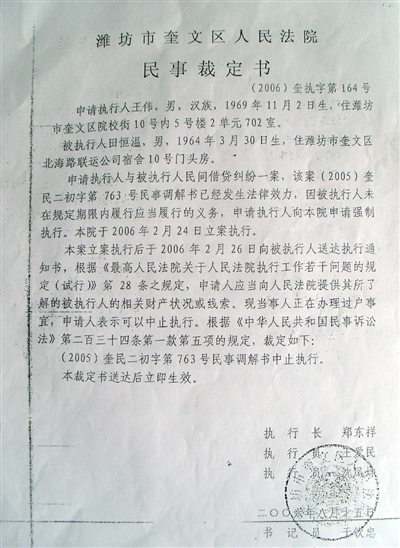 潍坊市奎文区人民法院
民事裁定书
(2006)奎执字第164号
申请执行人王伟，男，汉族，1969年11月2日生，住潍坊
市奎文区院校街10号内5号楼2单元702室。
被执行人田恒温，男，1964年3月30日生，住潍坊市奎文区
北海路联运公司宿舍10号门头房。
申请执行人与被执行人民间借贷纠纷一案，该案(2005)奎
民二初字第763号民事调解书已经发生法律效力，因被执行人未
在规定期限内履行应当履行的义务，申请执行人向本院申请强制
执行。本院于2006年2月24日立案执行。
本案立案执行后于2006年2月26日向被执行人送达执行通
知书，根据《最高人民法院关于人民法院执行工作若干问题的规
定(试行)》第28条之规定，申请人应当向人民法院提供其所了
解的被执行人的相关财产状况或线索。现当事人正在办理过户事
宜，申请人表示可以中止执行。根据《中华人民共和国民事诉讼
法》第二百三十四条第一款第五项的规定，裁定如下：
(2005)奎民二初字第763号民事调解书中止执行。
本裁定书送达后立即生效。
执行长 郑东祥
执行员 王爱民
执行员
二〇〇六年八月十五日
书记员 于钦忠